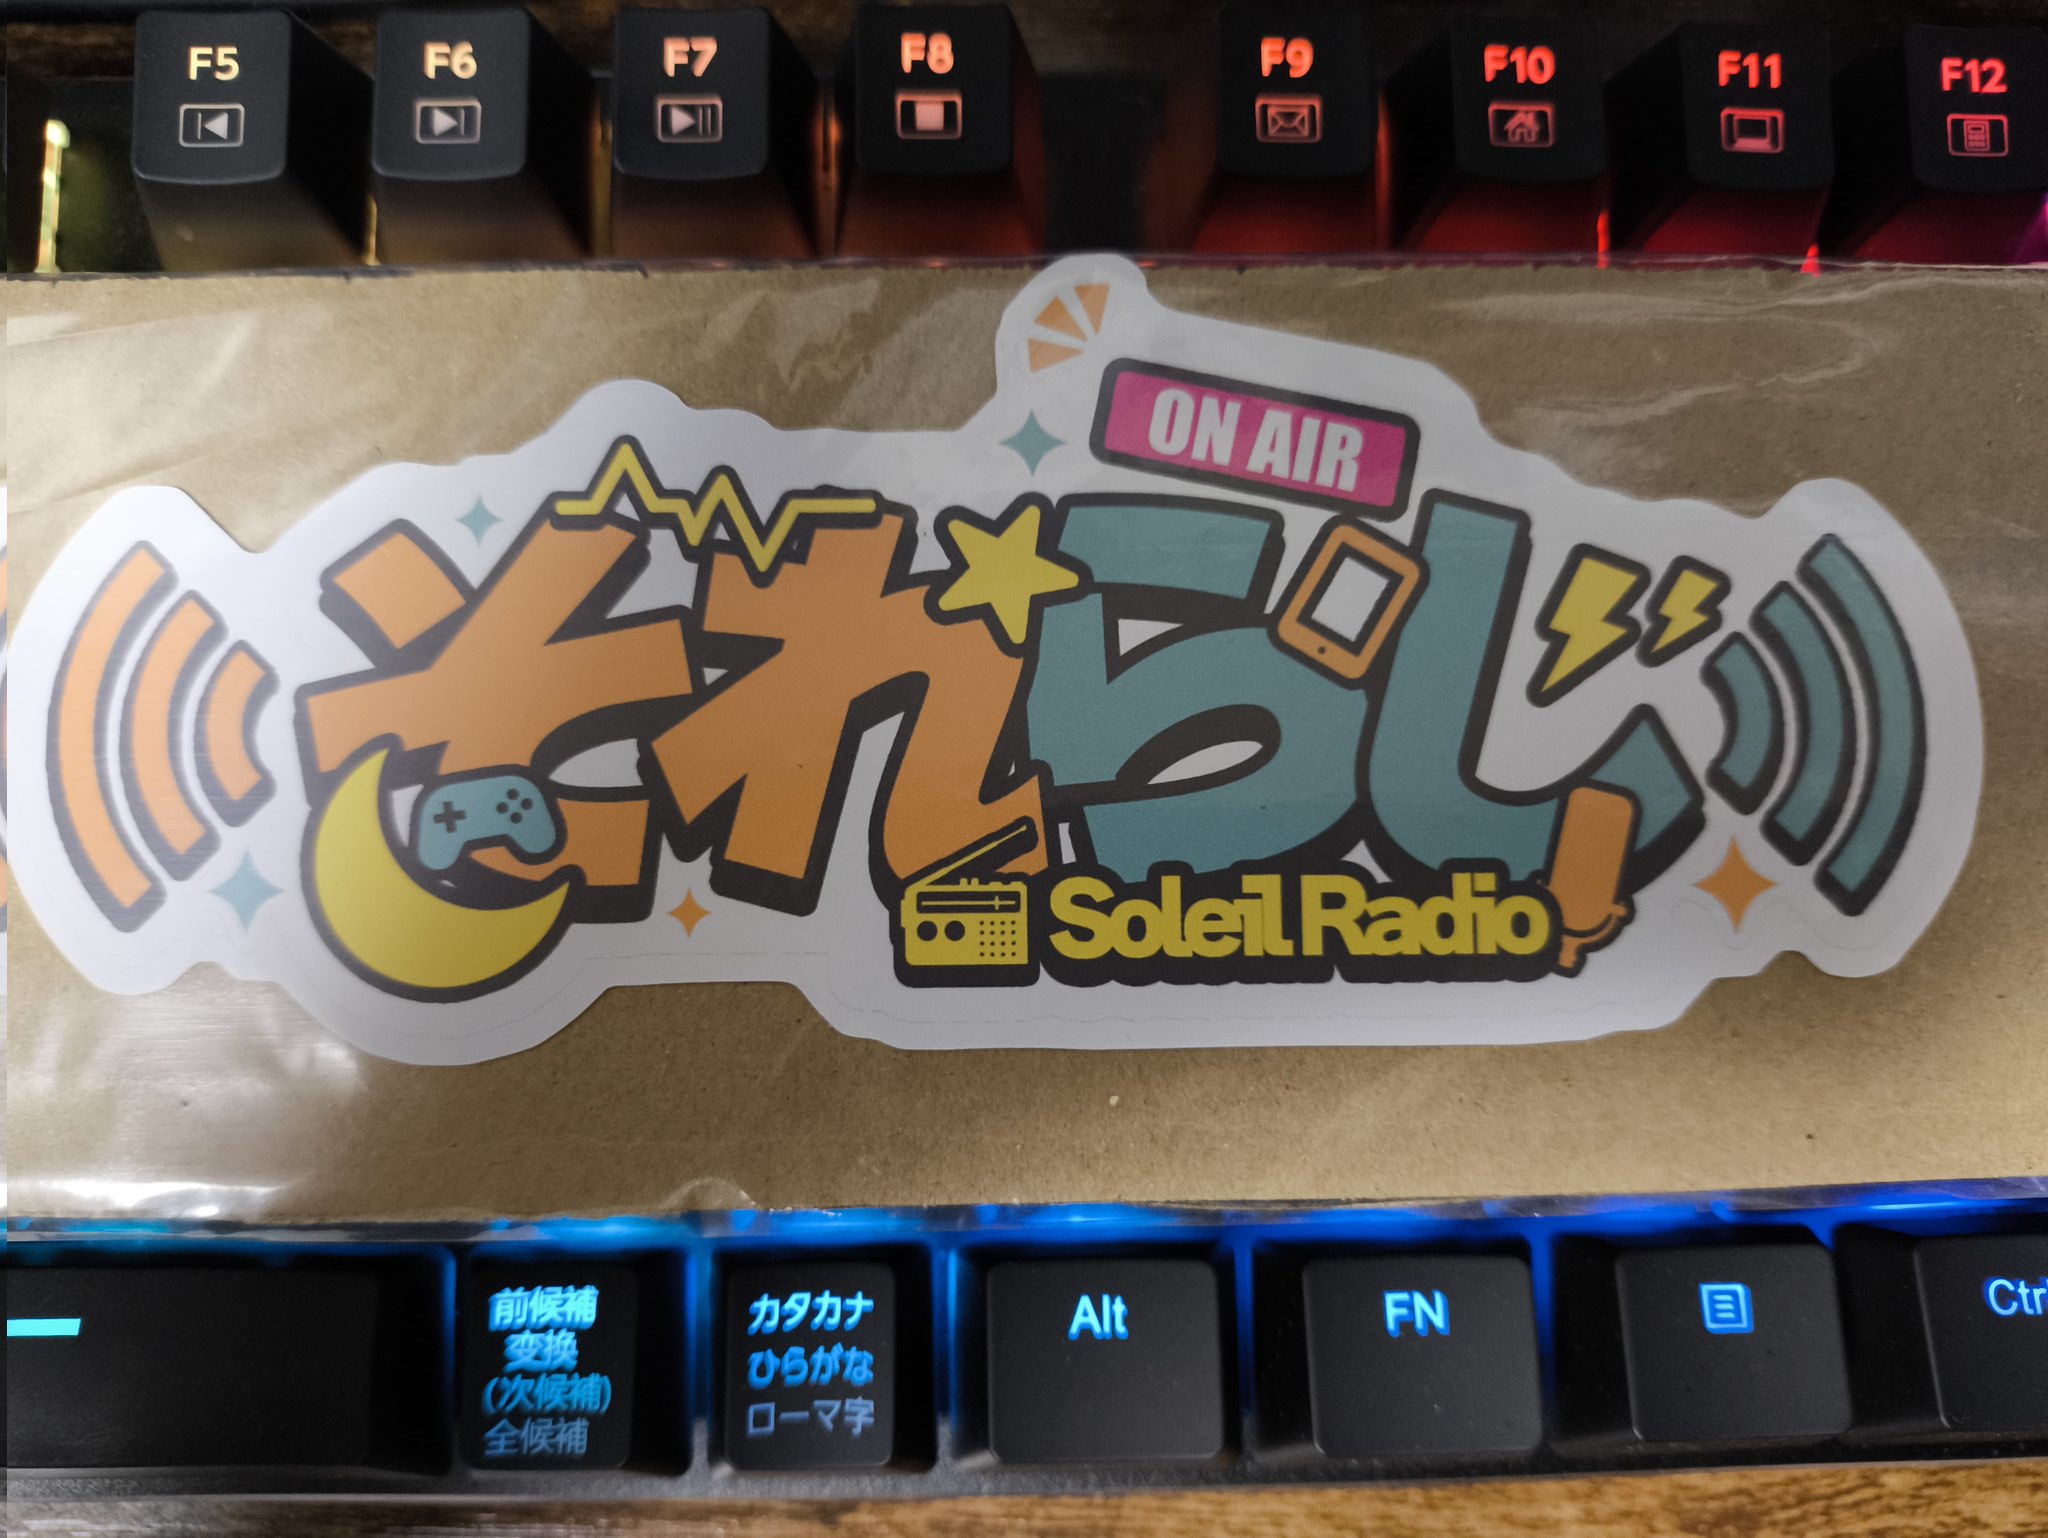 F5 F6 F7 F8 F9 F10 F11 F12
ON AIR
それらじ
Soleil Radio
前候補
変換
(次候補)
全候補
カタカナ
ひらがな
ローマ字
Alt
FN
Ctr